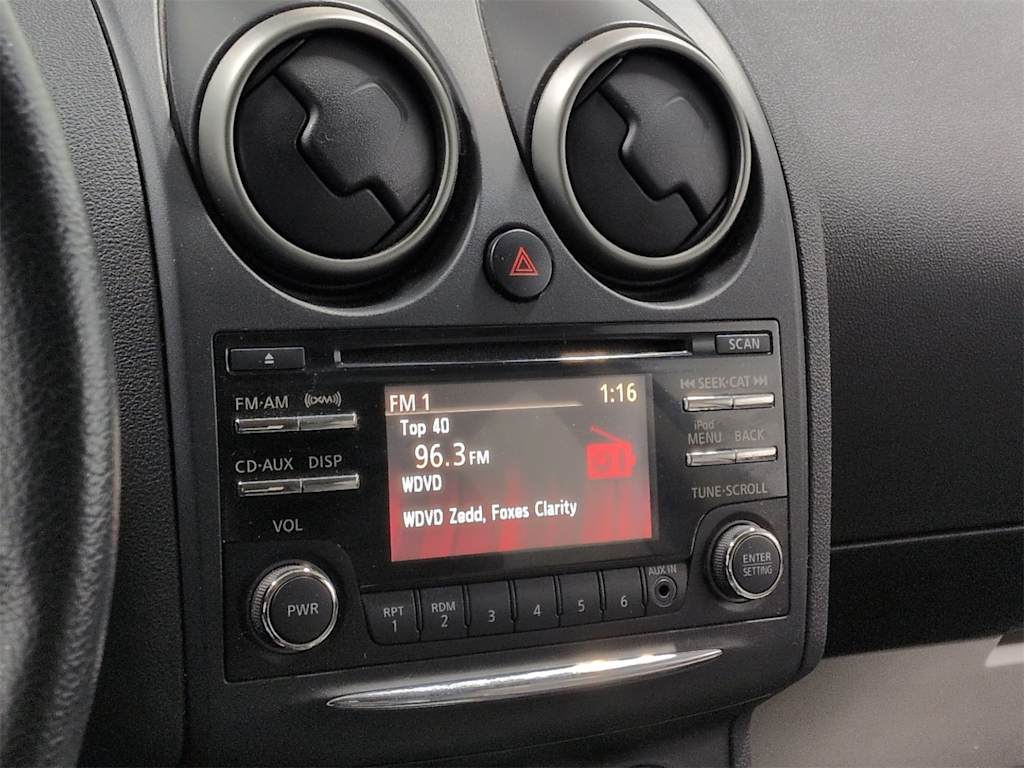 SCAN
FM·AM
((XM))
SEEK·CAT
CD·AUX DISP
iPod
MENU BACK
TUNE·SCROLL
VOL
PWR
FM 1 1:16
Top 40
96.3 FM
WDVD
WDVD Zedd, Foxes Clarity
RPT
1
RDM
2
3
4
5
6
AUX IN
ENTER
SETTING